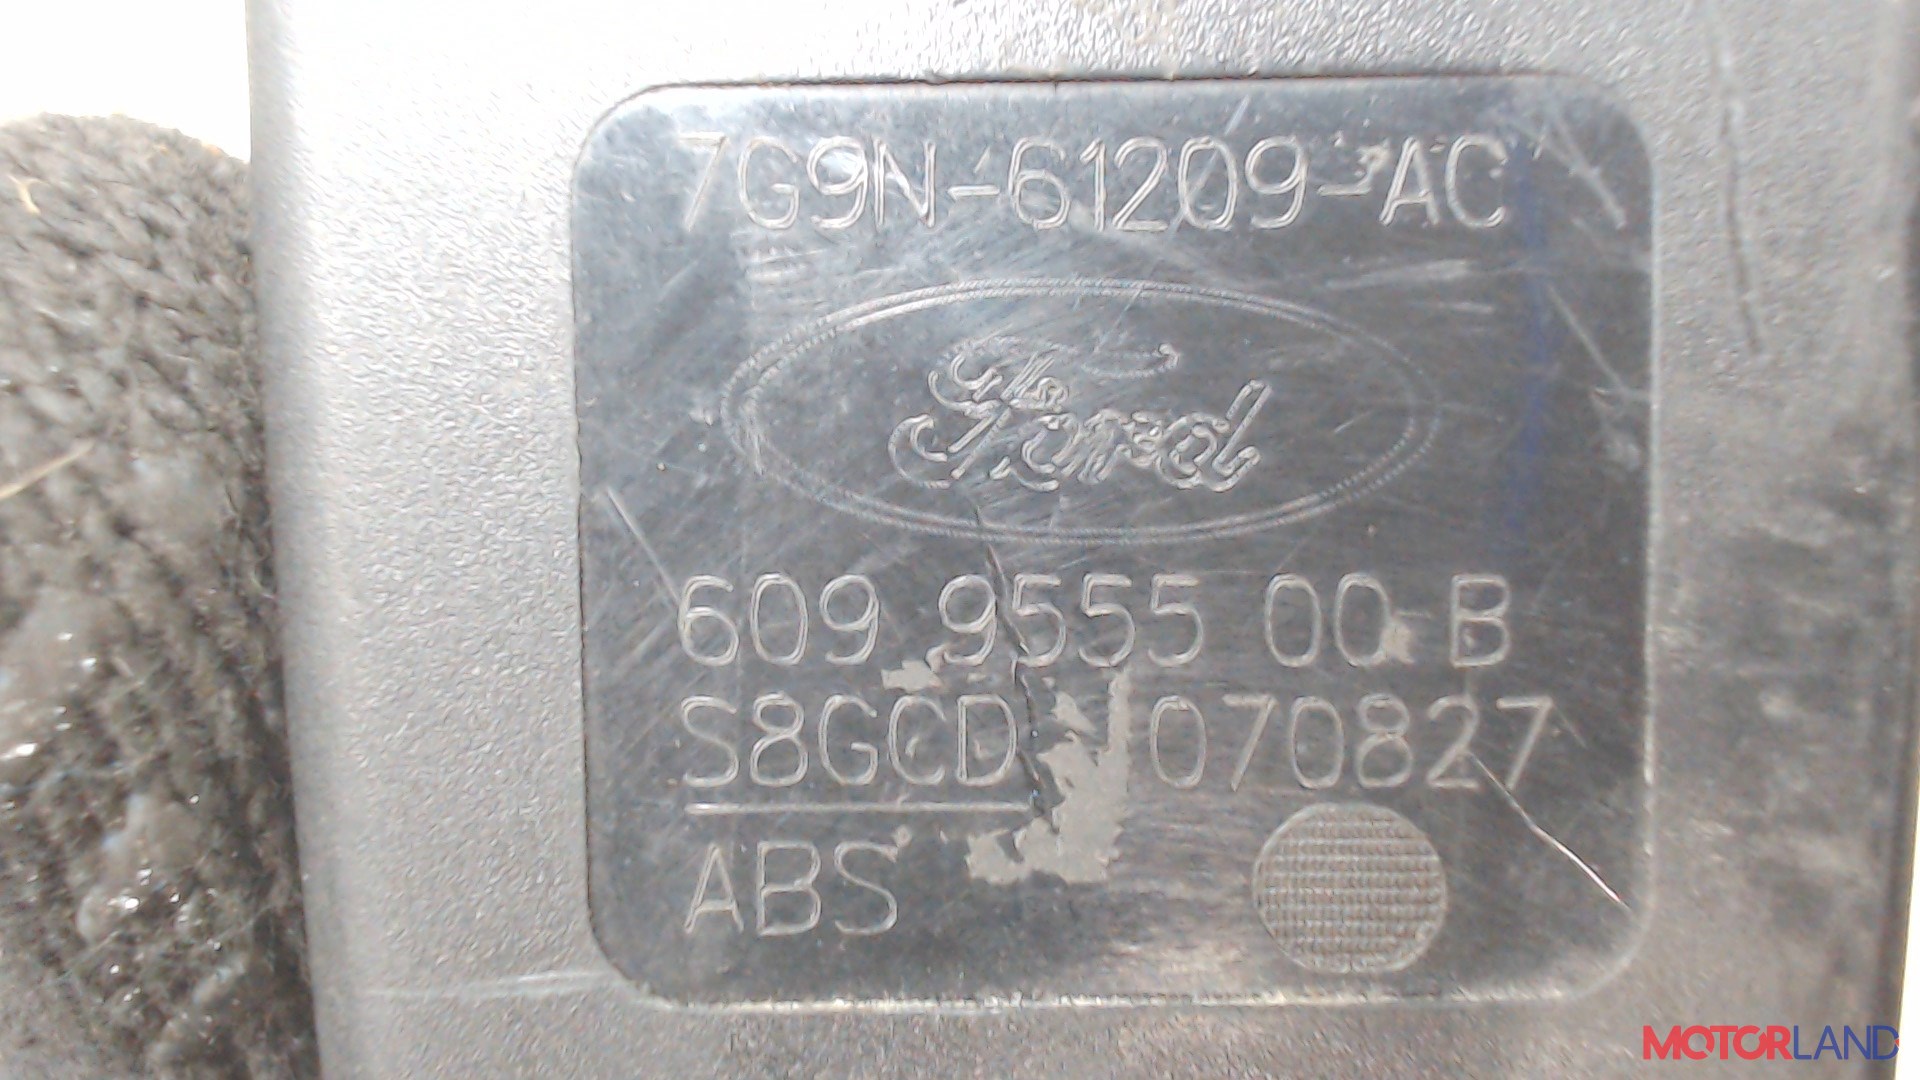 7G9N-61209-AC
Ford
609 9555 00 B
S8GCD 070827
ABS
MOTORLAND